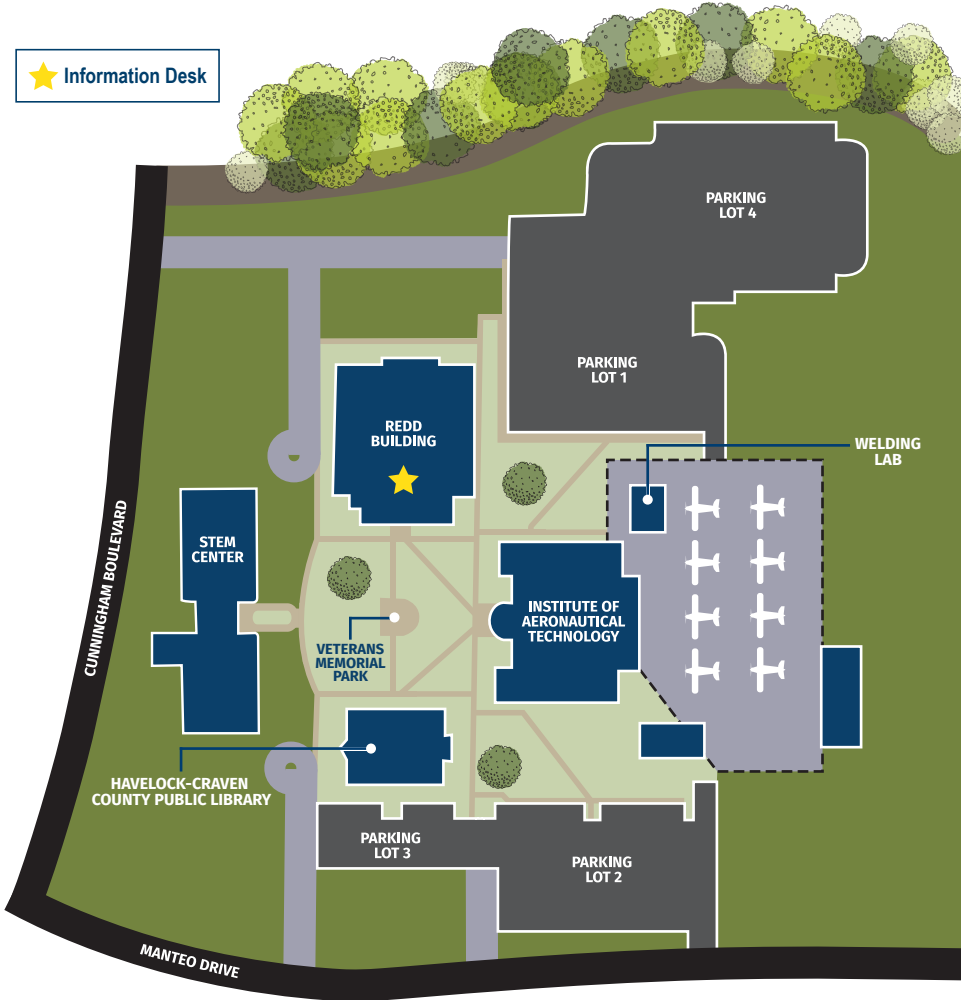 Information Desk
PARKING
LOT 4
PARKING
LOT 1
REDD
BUILDING
WELDING
LAB
CUNNINGHAM BOULEVARD
STEM
CENTER
INSTITUTE OF
AERONAUTICAL
TECHNOLOGY
VETERANS
MEMORIAL
PARK
HAVELOCK-CRAVEN
COUNTY PUBLIC LIBRARY
PARKING
LOT 3
PARKING
LOT 2
MANTEO DRIVE